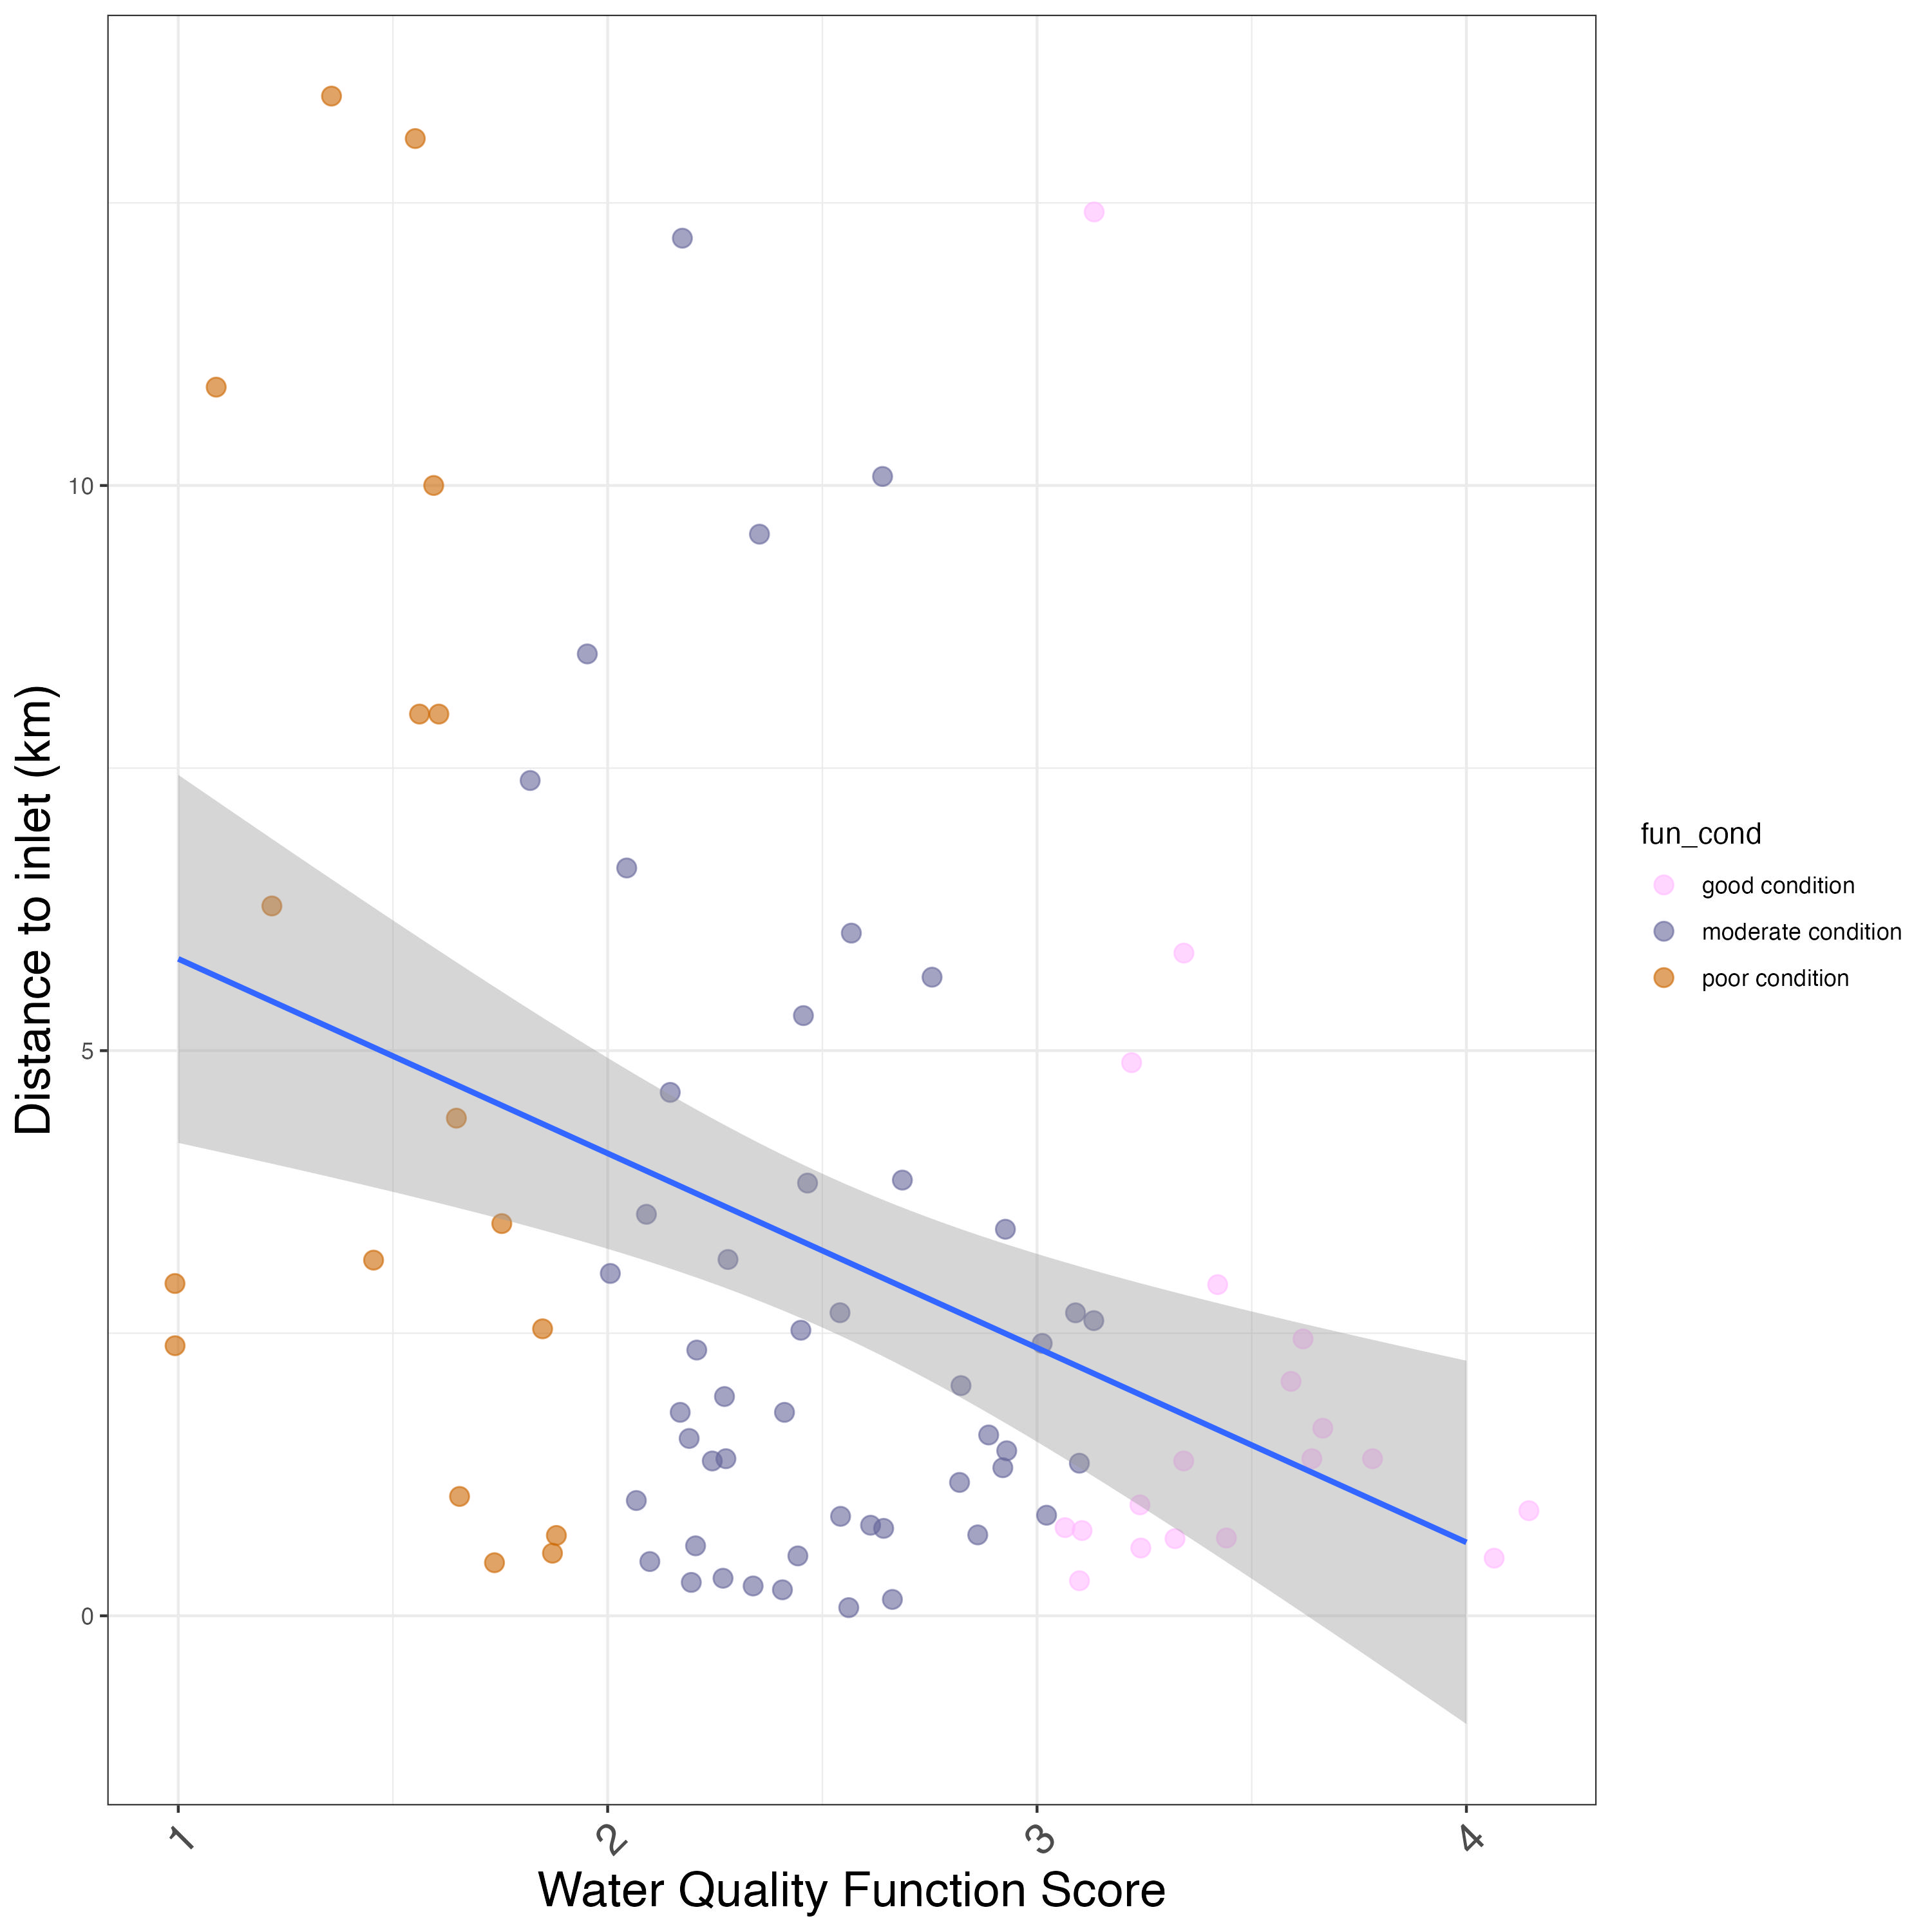 Distance to inlet (km)
10
5
0
1
2
3
4
Water Quality Function Score
fun_cond
good condition
moderate condition
poor condition